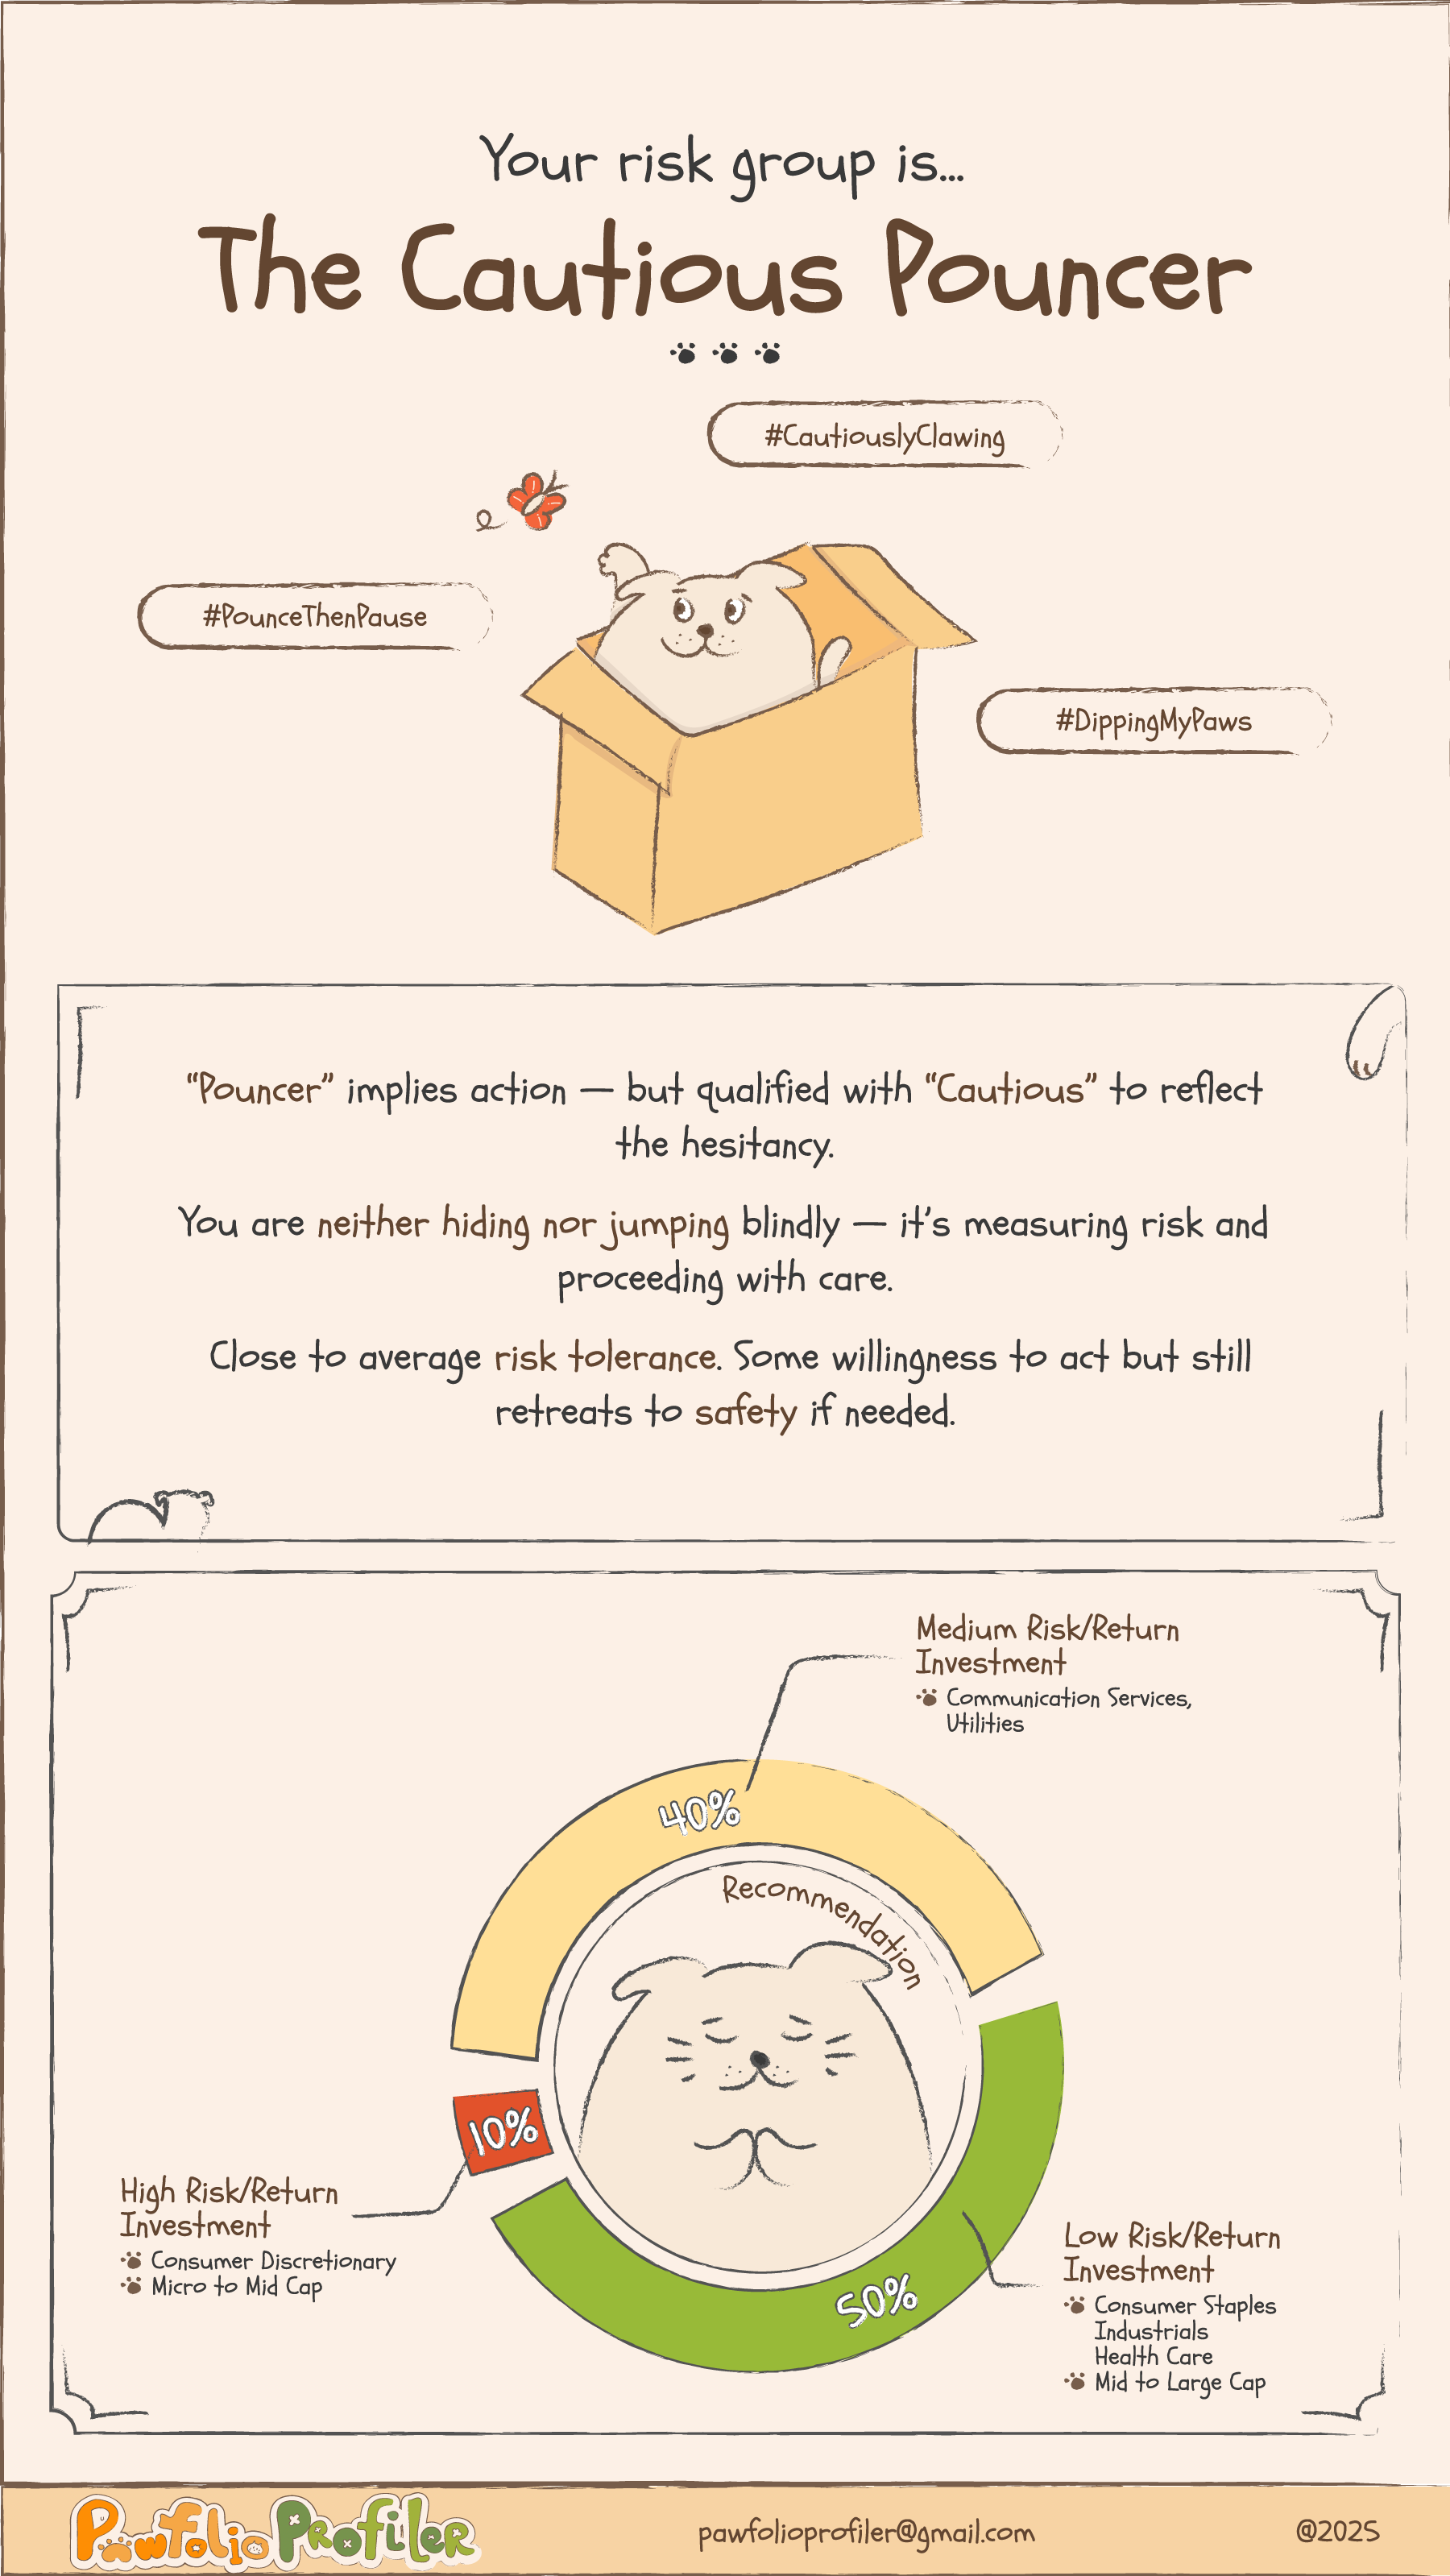 Your risk group is...
The Cautious Pouncer
#CautiouslyClawing
#PounceThenPause
#DippingMyPaws
“Pouncer” implies action — but qualified with “Cautious” to reflect
the hesitancy.
You are neither hiding nor jumping blindly — it’s measuring risk and
proceeding with care.
Close to average risk tolerance. Some willingness to act but still
retreats to safety if needed.
Medium Risk/Return
Investment
Communication Services,
Utilities
40%
Recommendation
10%
High Risk/Return
Investment
Consumer Discretionary
Micro to Mid Cap
50%
Low Risk/Return
Investment
Consumer Staples
Industrials
Health Care
Mid to Large Cap
Pawfolio Profiler
pawfolioprofiler@gmail.com
@2025